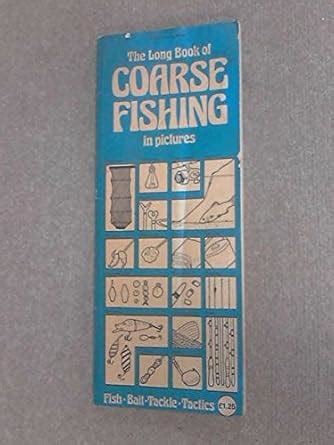 The Long Book of
COARSE
FISHING
in pictures
Fish·Bait·Tackle·Tactics
£1.25